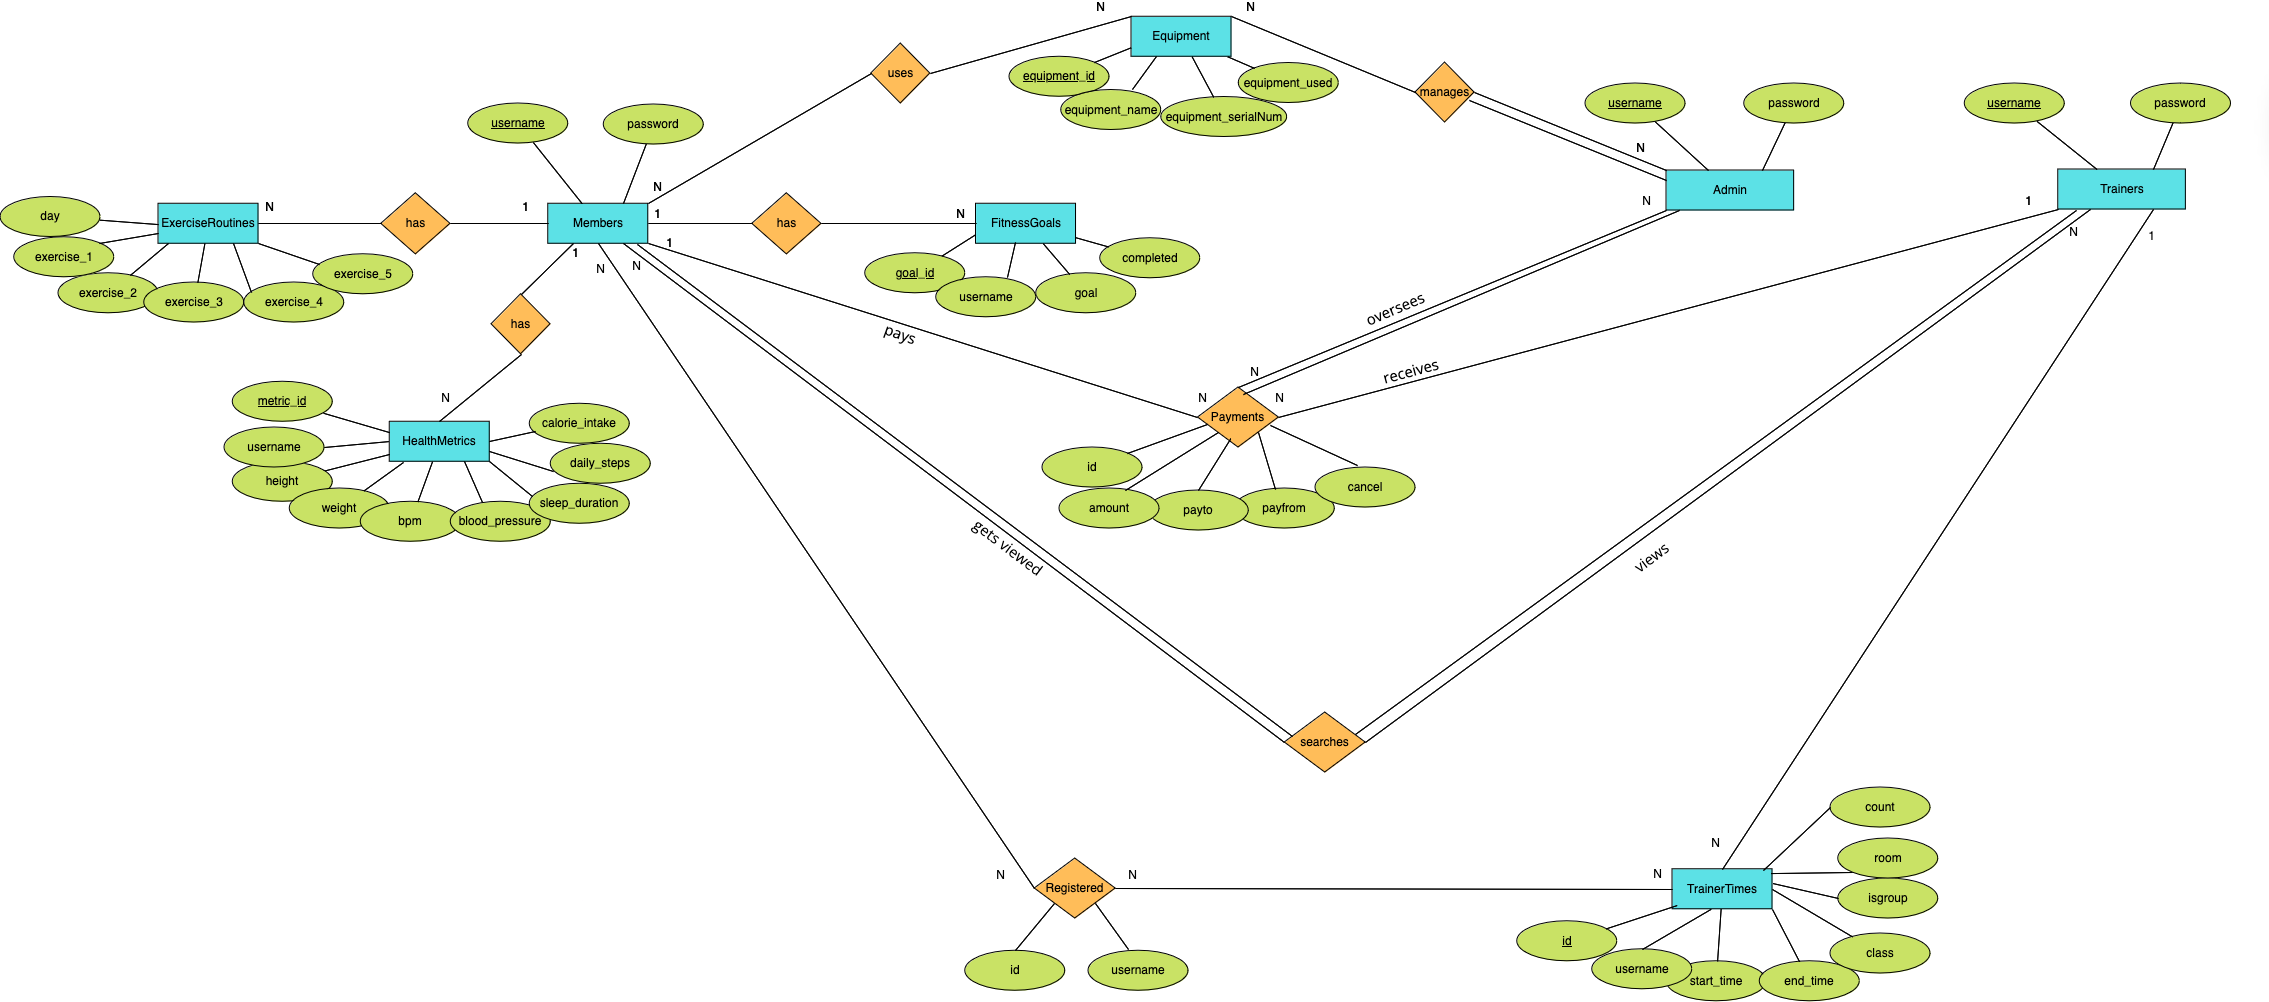 N
N
Equipment
uses
equipment_id
equipment_used
manages
equipment_name
equipment_serialNum
username
password
username
password
username
password
N
N
Admin
Trainers
ExerciseRoutines
N
has
1
Members
1
has
N
FitnessGoals
N
1
day
exercise_1
exercise_2
exercise_3
exercise_4
exercise_5
1
N
N
1
goal_id
username
goal
completed
N
1
has
pays
oversees
receives
N
N
N
Payments
N
metric_id
username
height
weight
bpm
blood_pressure
sleep_duration
daily_steps
calorie_intake
HealthMetrics
id
amount
payto
payfrom
cancel
gets viewed
views
searches
count
room
isgroup
class
N
N
Registered
N
N
TrainerTimes
id
username
id
username
start_time
end_time